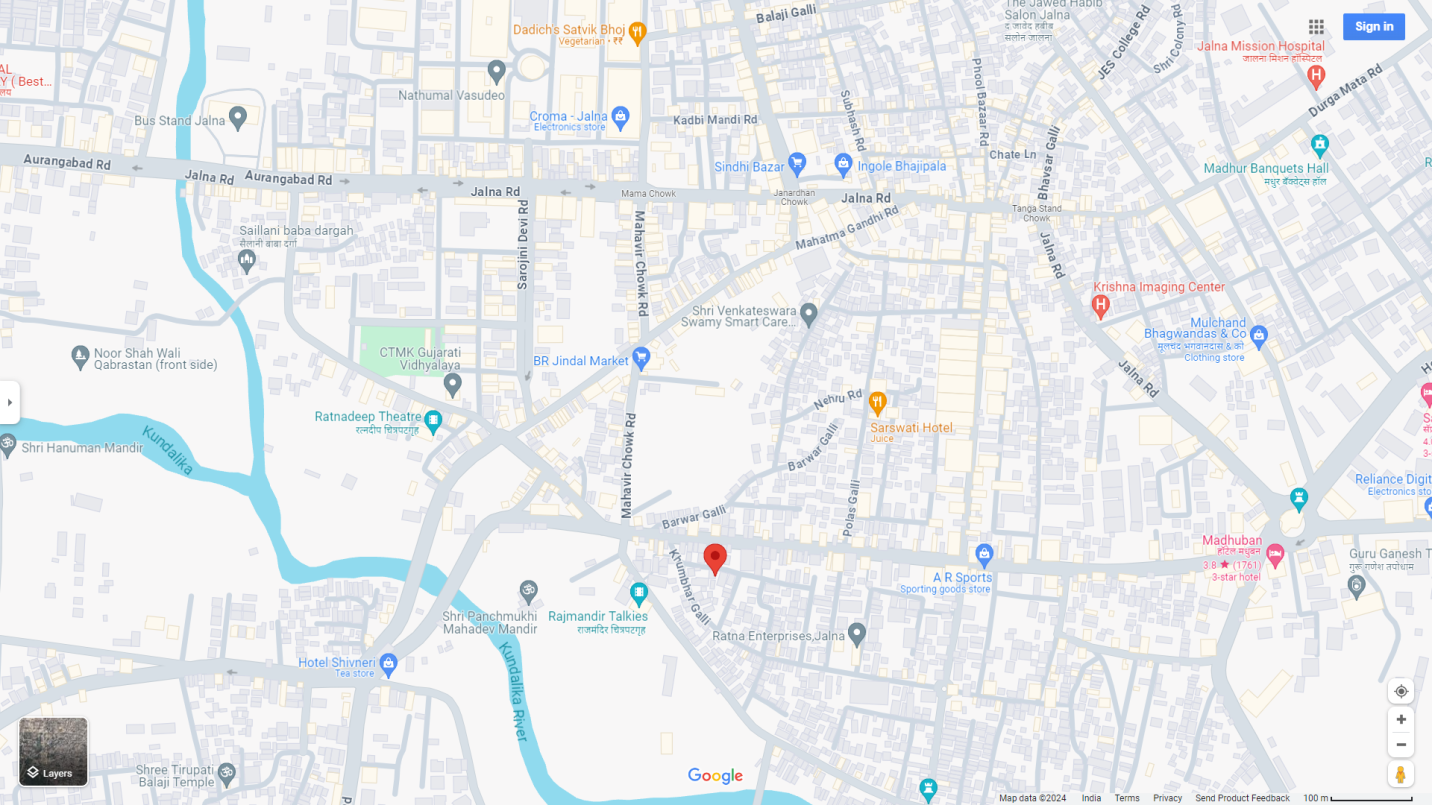 Balaji Galli
The Jawed Habib
Salon Jalna
द जावेद हबीब
सलोन जालना
JES College Rd
Shri Colony Rd
Sign in
Dadich's Satvik Bhoj
Vegetarian • ₹₹
Jalna Mission Hospital
जालना मिशन हॉस्पिटल
AL
Y ( Best...
Nathumal Vasudeo
Durga Mata Rd
Phool Bazaar Rd
Subhash Rd
Bus Stand Jalna
Croma - Jalna
Electronics store
Kadbi Mandi Rd
Bhavsar Galli
Chate Ln
Aurangabad Rd
Jalna Rd
Aurangabad Rd
Jalna Rd
Sindhi Bazar
Ingole Bhajipala
Madhur Banquets Hall
मधुर बँक्वेट्स हॉल
Mama Chowk
Janardhan
Chowk
Jalna Rd
Tanga Stand
Chowk
Sarojini Devi Rd
Mahavir Chowk Rd
Mahatma Gandhi Rd
Jalna Rd
Saillani baba dargah
सैलानी बाबा दर्गा
Krishna Imaging Center
Shri Venkateswara
Swamy Smart Care...
Mulchand
Bhagwandas & Co
मूलचंद भगवानदास & को
Clothing store
Noor Shah Wali
Qabrastan (front side)
CTMK Gujarati
Vidhyalaya
BR Jindal Market
Jalna Rd
Nehru Rd
Ratnadeep Theatre
रत्नदीप चित्रपटगृह
Sarswati Hotel
Juice
Shri Hanuman Mandir
Kundalika
Mahavir Chowk Rd
Barwar Galli
Polas Galli
Reliance Digit
Electronics sto
Barwar Galli
Khumbhar Galli
Madhuban
हॉटेल मधुबन
3.8 ★ (1761)
3-star hotel
Guru Ganesh T
गुरू गणेश तपोधाम
A R Sports
Sporting goods store
Shri Panchmukhi
Mahadev Mandir
Rajmandir Talkies
राजमंदिर चित्रपटगृह
Ratna Enterprises,Jalna
Hotel Shivneri
Tea store
Kundalika River
Layers
Shree Tirupati
Balaji Temple
Google
Map data ©2024 India Terms Privacy Send Product Feedback 100 m